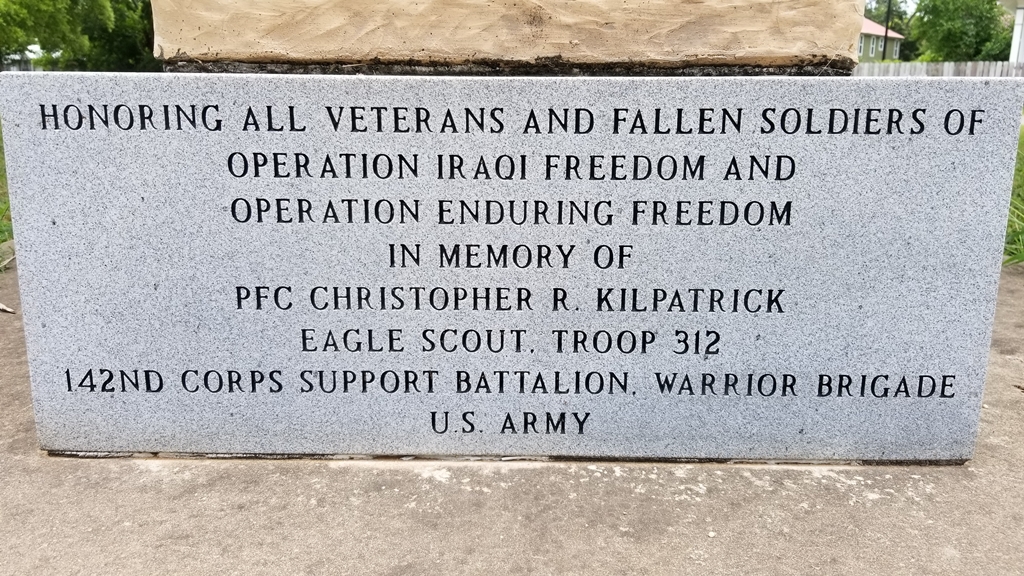 HONORING ALL VETERANS AND FALLEN SOLDIERS OF
OPERATION IRAQI FREEDOM AND
OPERATION ENDURING FREEDOM
IN MEMORY OF
PFC CHRISTOPHER R. KILPATRICK
EAGLE SCOUT, TROOP 312
142ND CORPS SUPPORT BATTALION, WARRIOR BRIGADE
U.S. ARMY